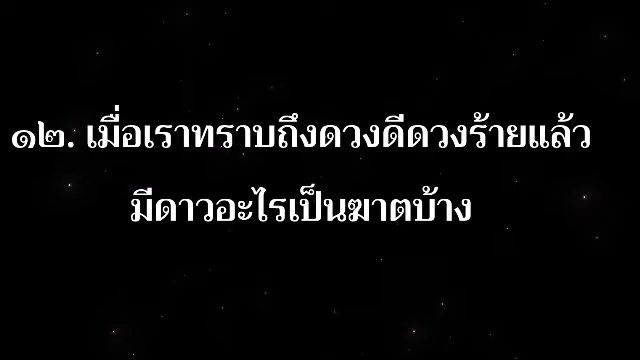 ๑๒. เมื่อเราทราบถึงดวงดีดวงร้ายแล้ว
มีดาวอะไรเป็นฆาตบ้าง